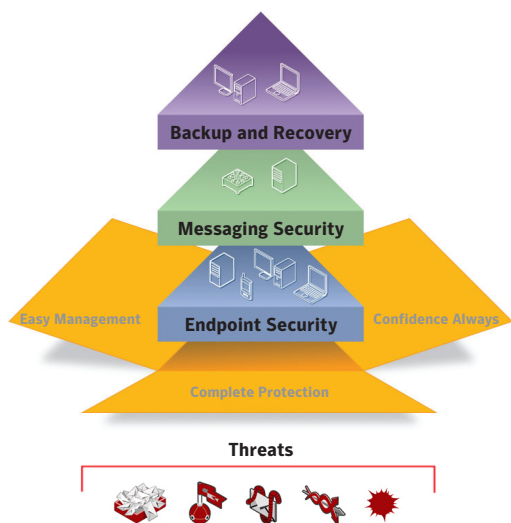 Backup and Recovery
Messaging Security
Endpoint Security
Easy Management
Confidence Always
Complete Protection
Threats